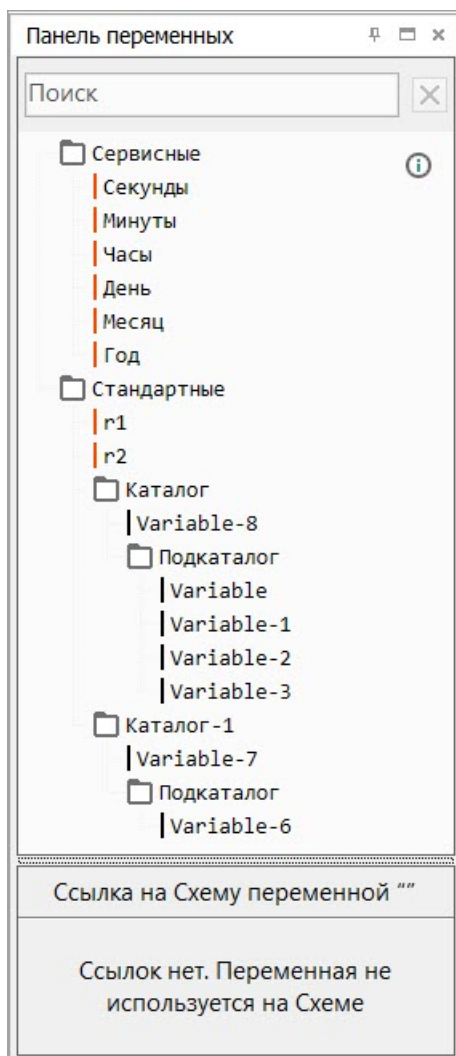 Панель переменных
Поиск
Сервисные
Секунды
Минуты
Часы
День
Месяц
Год
Стандартные
r1
r2
Каталог
Variable-8
Подкаталог
Variable
Variable-1
Variable-2
Variable-3
Каталог-1
Variable-7
Подкаталог
Variable-6
Ссылка на Схему переменной “”
Ссылок нет. Переменная не
используется на Схеме